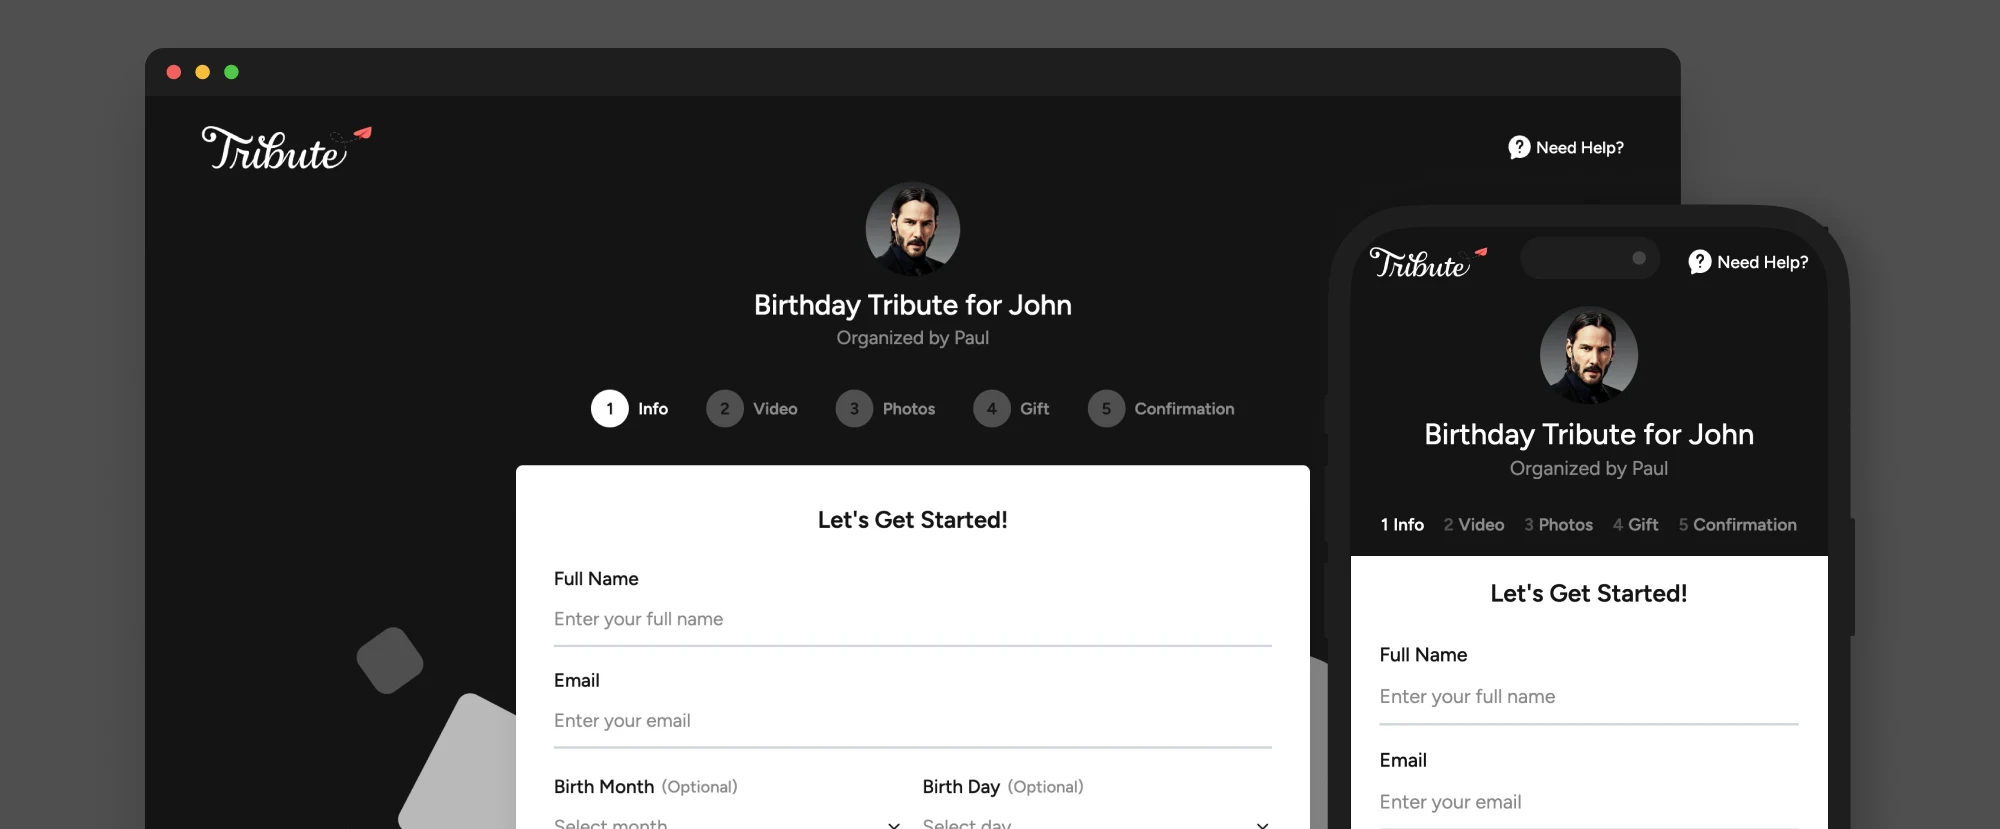 Tribute
Need Help?
Birthday Tribute for John
Organized by Paul
1 Info 2 Video 3 Photos 4 Gift 5 Confirmation
Let's Get Started!
Full Name
Enter your full name
Email
Enter your email
Birth Month (Optional) Birth Day (Optional)
Select month Select day
Tribute
Need Help?
Birthday Tribute for John
Organized by Paul
1 Info 2 Video 3 Photos 4 Gift 5 Confirmation
Let's Get Started!
Full Name
Enter your full name
Email
Enter your email